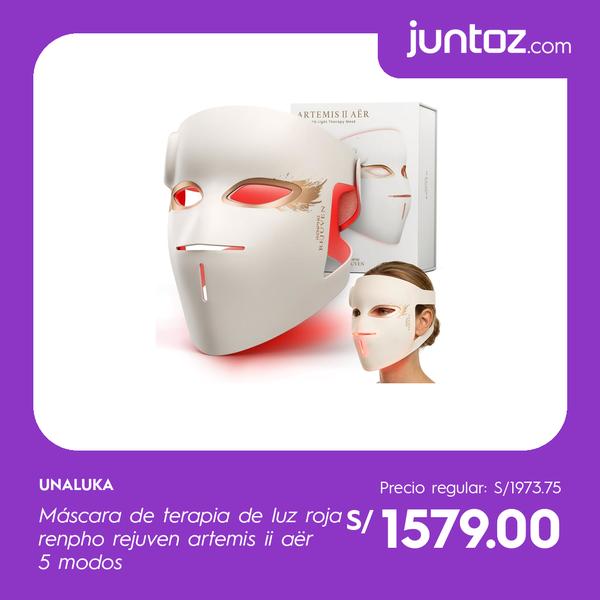 juntoz.com
ARTEMIS II AËR
REJUVEN
UNALUKA
Precio regular: S/1973.75
Máscara de terapia de luz roja
renpho rejuven artemis ii aër
5 modos
S/ 1579.00